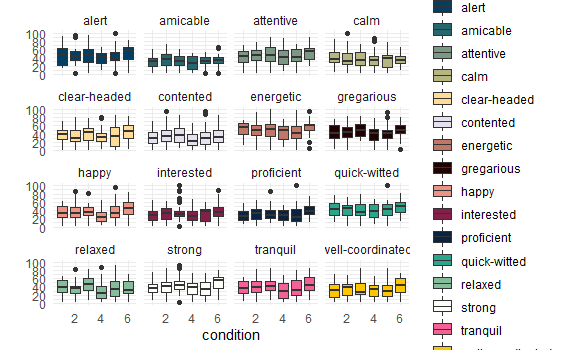 alert amicable attentive calm
100
80
60
40
20
0
clear-headed contented energetic gregarious
100
80
60
40
20
0
happy interested proficient quick-witted
100
80
60
40
20
0
relaxed strong tranquil vell-coordinated
100
80
60
40
20
0
2 4 6 2 4 6 2 4 6 2 4 6
condition
alert
amicable
attentive
calm
clear-headed
contented
energetic
gregarious
happy
interested
proficient
quick-witted
relaxed
strong
tranquil